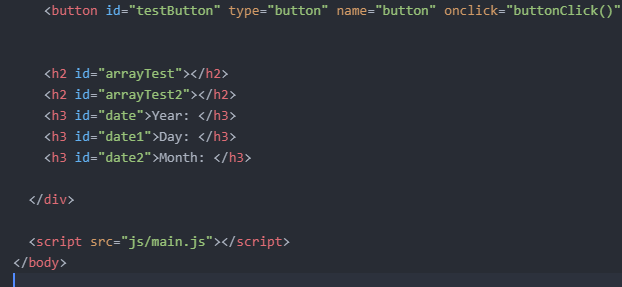 <button id="testButton" type="button" name="button" onclick="buttonClick()"
<h2 id="arrayTest"></h2>
<h2 id="arrayTest2"></h2>
<h3 id="date">Year: </h3>
<h3 id="date1">Day: </h3>
<h3 id="date2">Month: </h3>
</div>
<script src="js/main.js"></script>
</body>